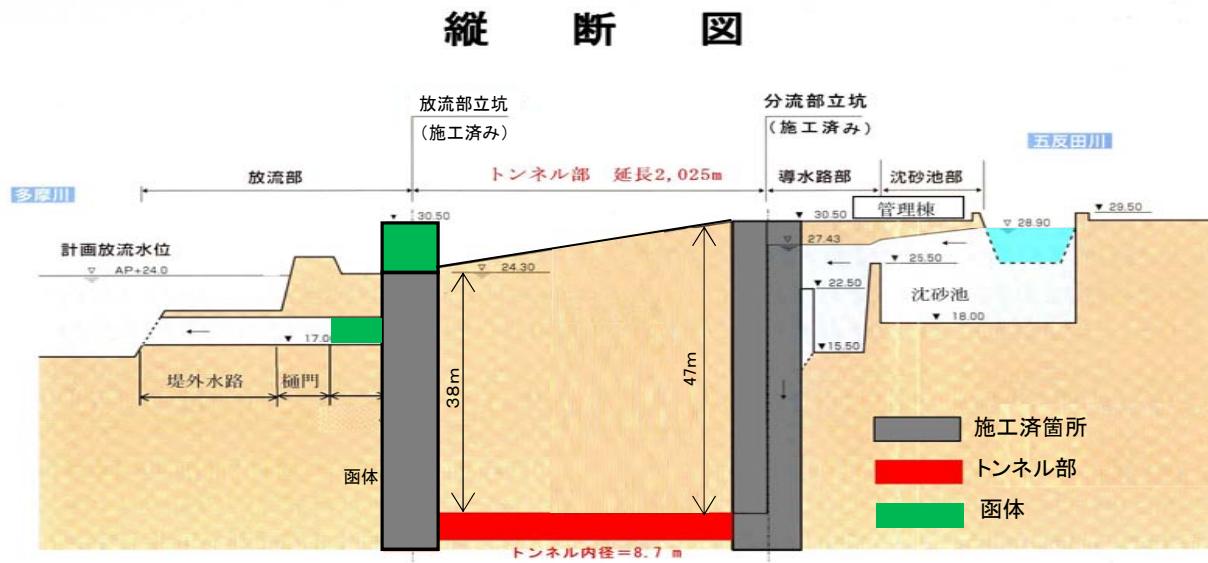 縦 断 図
放流部立坑
(施工済み)
分流部立坑
(施工済み)
五反田川
多摩川
放流部
トンネル部 延長2,025m
導水路部
沈砂池部
管理棟
30.50
30.50
28.90
29.50
計画放流水位
AP+24.0
24.30
27.43
25.50
22.50
沈砂池
18.00
17.00
15.50
堤外水路
樋門
38m
47m
函体
施工済箇所
トンネル部
函体
トンネル内径=8.7 m